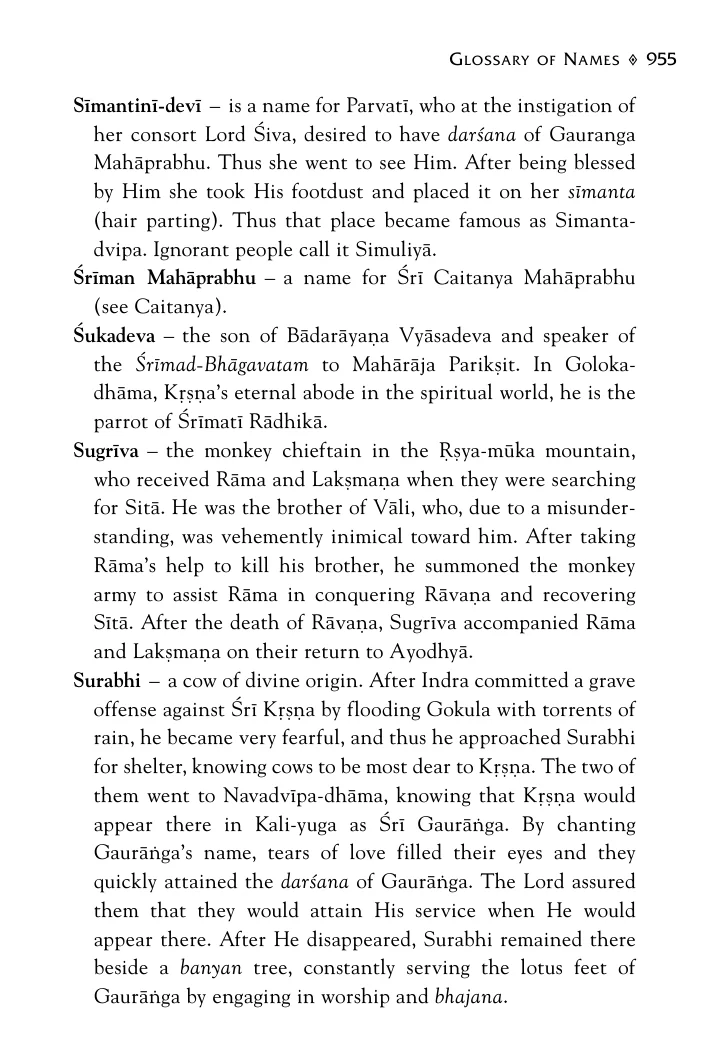 Glossary of Names ◊ 955
Sīmantinī-devī – is a name for Parvatī, who at the instigation of
her consort Lord Śiva, desired to have darśana of Gauranga
Mahāprabhu. Thus she went to see Him. After being blessed
by Him she took His footdust and placed it on her sīmanta
(hair parting). Thus that place became famous as Simanta-
dvipa. Ignorant people call it Simuliyā.
Śrīman Mahāprabhu – a name for Śrī Caitanya Mahāprabhu
(see Caitanya).
Śukadeva – the son of Bādarāyaṇa Vyāsadeva and speaker of
the Śrīmad-Bhāgavatam to Mahārāja Parikṣit. In Goloka-
dhāma, Kṛṣṇa’s eternal abode in the spiritual world, he is the
parrot of Śrīmatī Rādhikā.
Sugrīva – the monkey chieftain in the Ṛṣya-mūka mountain,
who received Rāma and Lakṣmaṇa when they were searching
for Sitā. He was the brother of Vāli, who, due to a misunder-
standing, was vehemently inimical toward him. After taking
Rāma’s help to kill his brother, he summoned the monkey
army to assist Rāma in conquering Rāvaṇa and recovering
Sītā. After the death of Rāvaṇa, Sugrīva accompanied Rāma
and Lakṣmaṇa on their return to Ayodhyā.
Surabhi – a cow of divine origin. After Indra committed a grave
offense against Śrī Kṛṣṇa by flooding Gokula with torrents of
rain, he became very fearful, and thus he approached Surabhi
for shelter, knowing cows to be most dear to Kṛṣṇa. The two of
them went to Navadvīpa-dhāma, knowing that Kṛṣṇa would
appear there in Kali-yuga as Śrī Gaurāṅga. By chanting
Gaurāṅga’s name, tears of love filled their eyes and they
quickly attained the darśana of Gaurāṅga. The Lord assured
them that they would attain His service when He would
appear there. After He disappeared, Surabhi remained there
beside a banyan tree, constantly serving the lotus feet of
Gaurāṅga by engaging in worship and bhajana.